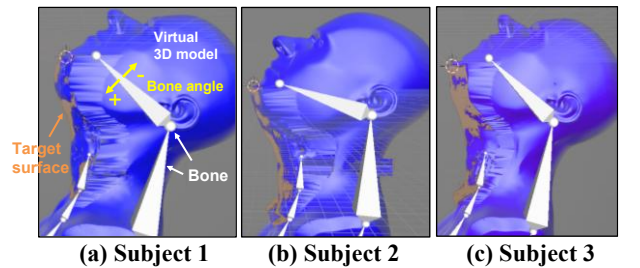 Virtual
3D model
-
+
Bone angle
Target
surface
Bone
(a) Subject 1
(b) Subject 2
(c) Subject 3